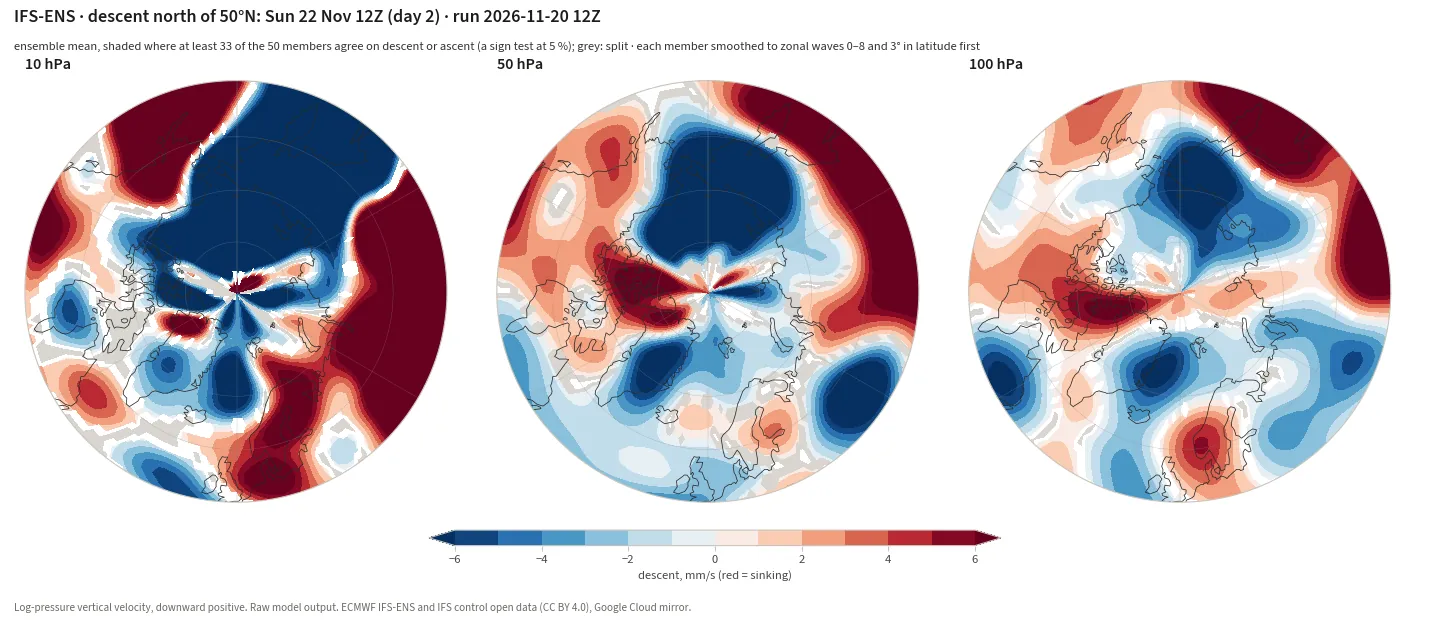 IFS-ENS · descent north of 50°N: Sun 22 Nov 12Z (day 2) · run 2026-11-20 12Z
ensemble mean, shaded where at least 33 of the 50 members agree on descent or ascent (a sign test at 5 %); grey: split · each member smoothed to zonal waves 0–8 and 3° in latitude first
10 hPa
50 hPa
100 hPa
−6 −4 −2 0 2 4 6
descent, mm/s (red = sinking)
Log-pressure vertical velocity, downward positive. Raw model output. ECMWF IFS-ENS and IFS control open data (CC BY 4.0), Google Cloud mirror.